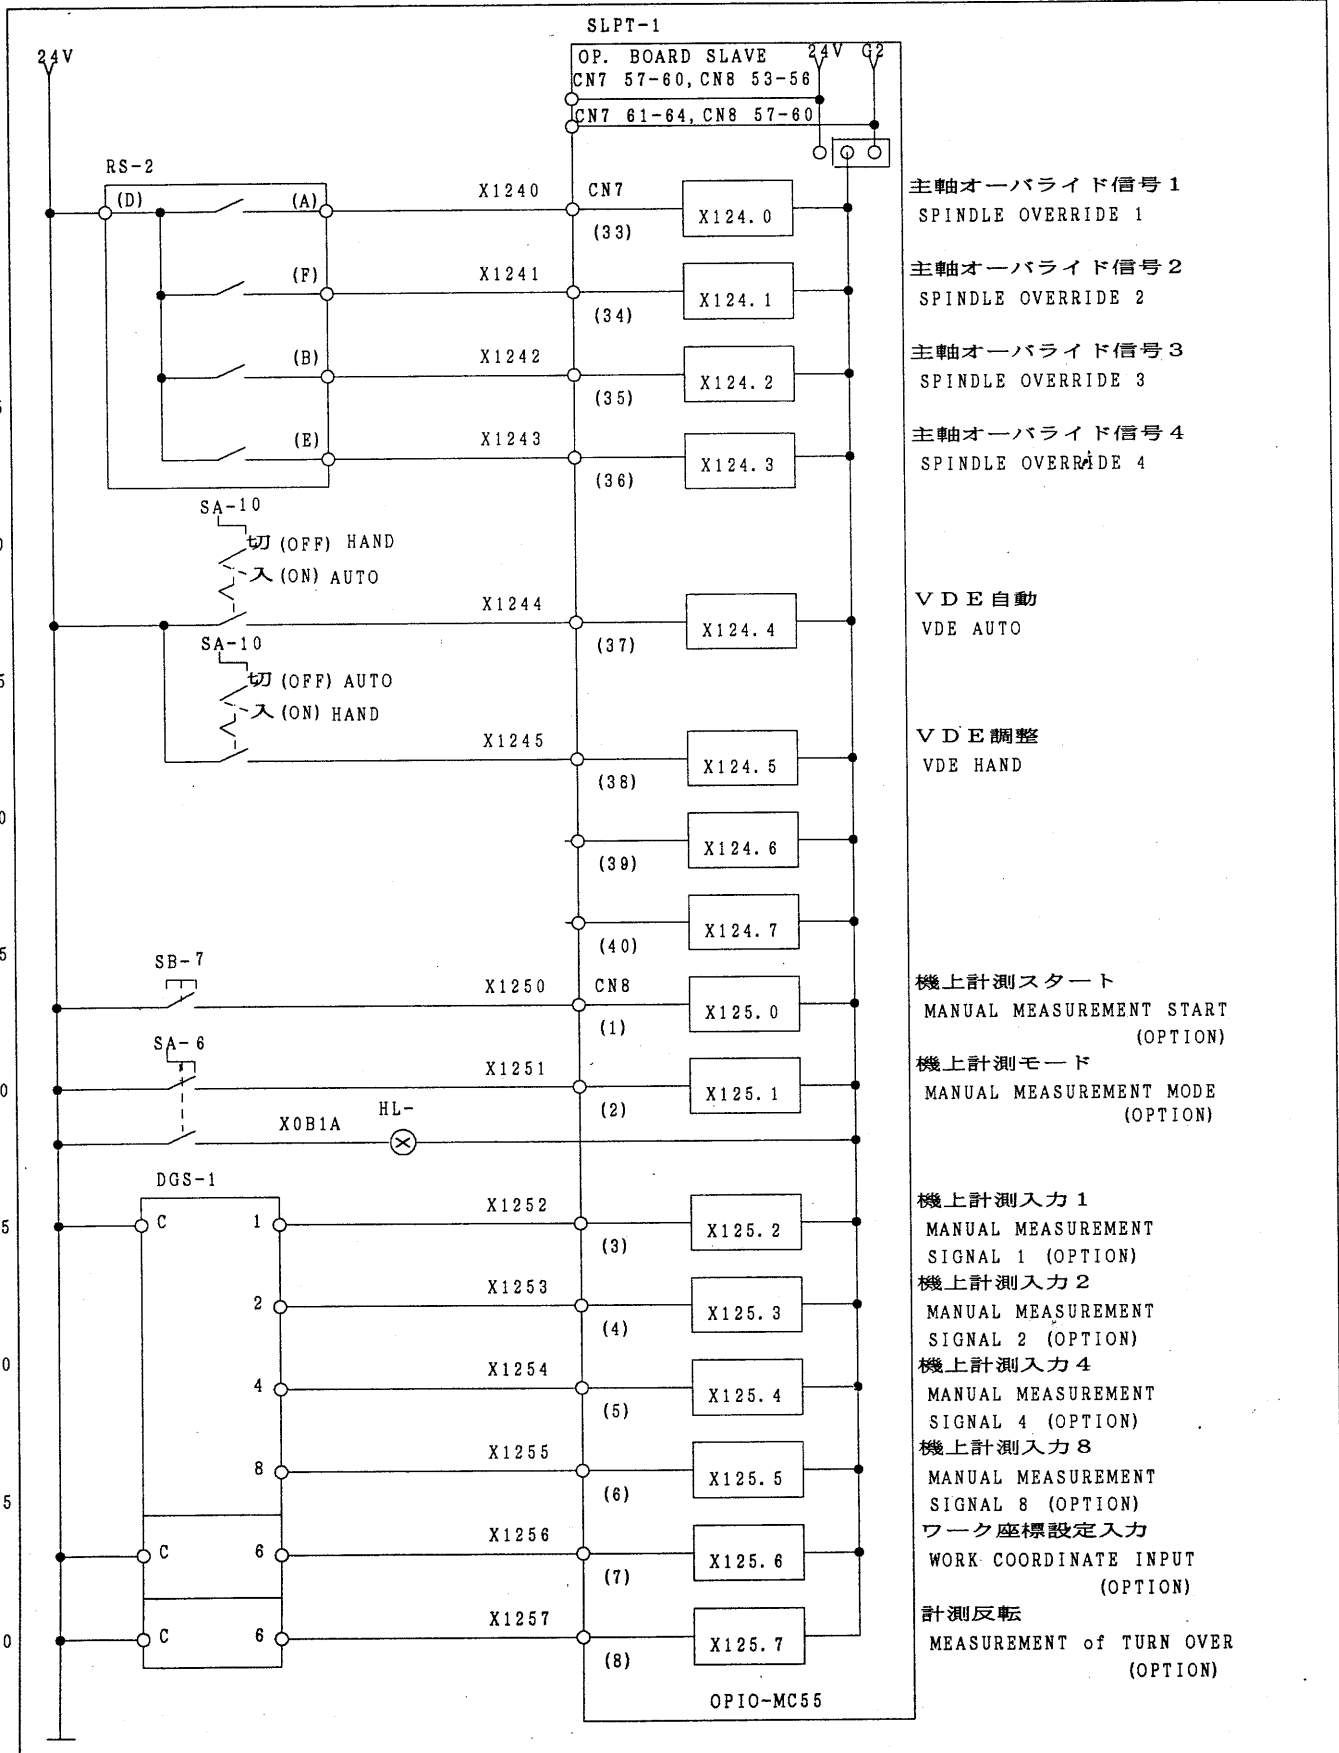 SLPT-1
24V
OP. BOARD SLAVE 24V G2
CN7 57-60, CN8 53-56
CN7 61-64, CN8 57-60
RS-2
(D) (A) X1240 CN7 (33) X124.0
主軸オーバライド信号1
SPINDLE OVERRIDE 1
(F) X1241 (34) X124.1
主軸オーバライド信号2
SPINDLE OVERRIDE 2
(B) X1242 (35) X124.2
主軸オーバライド信号3
SPINDLE OVERRIDE 3
(E) X1243 (36) X124.3
主軸オーバライド信号4
SPINDLE OVERRIDE 4
SA-10
切 (OFF) HAND
入 (ON) AUTO
X1244 (37) X124.4
VDE自動
VDE AUTO
SA-10
切 (OFF) AUTO
入 (ON) HAND
X1245 (38) X124.5
VDE調整
VDE HAND
(39) X124.6
(40) X124.7
SB-7
X1250 CN8 (1) X125.0
機上計測スタート
MANUAL MEASUREMENT START
(OPTION)
SA-6
X1251 (2) X125.1
機上計測モード
MANUAL MEASUREMENT MODE
(OPTION)
X0B1A HL-
DGS-1
C 1 X1252 (3) X125.2
機上計測入力1
MANUAL MEASUREMENT
SIGNAL 1 (OPTION)
2 X1253 (4) X125.3
機上計測入力2
MANUAL MEASUREMENT
SIGNAL 2 (OPTION)
4 X1254 (5) X125.4
機上計測入力4
MANUAL MEASUREMENT
SIGNAL 4 (OPTION)
8 X1255 (6) X125.5
機上計測入力8
MANUAL MEASUREMENT
SIGNAL 8 (OPTION)
C 6 X1256 (7) X125.6
ワーク座標設定入力
WORK COORDINATE INPUT
(OPTION)
C 6 X1257 (8) X125.7
計測反転
MEASUREMENT of TURN OVER
(OPTION)
OPIO-MC55